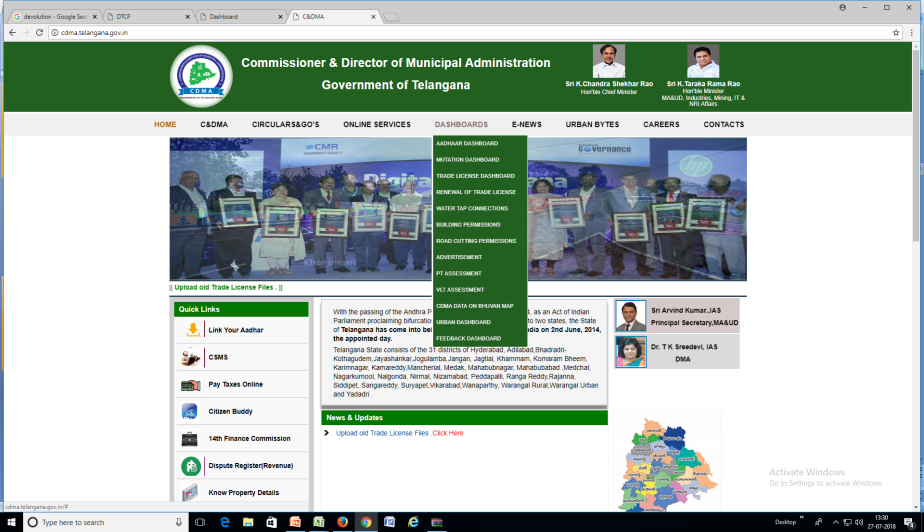 devolution - Google Sea
DTCP
Dashboard
C&DMA
cdma.telangana.gov.in
CDMA
Commissioner & Director of Municipal Administration
Government of Telangana
Sri K.Chandra Shekhar Rao
Hon'ble Chief Minister
Sri K.Taraka Rama Rao
Hon'ble Minister
MA&UD, Industries, Mining, IT &
NRI Affairs
HOME
C&DMA
CIRCULARS&GO'S
ONLINE SERVICES
DASHBOARDS
E-NEWS
URBAN BYTES
CAREERS
CONTACTS
AADHAAR DASHBOARD
MUTATION DASHBOARD
TRADE LICENSE DASHBOARD
RENEWAL OF TRADE LICENSE
WATER TAP CONNECTIONS
BUILDING PERMISSIONS
ROAD CUTTING PERMISSIONS
ADVERTISEMENT
PT ASSESSMENT
VLT ASSESSMENT
CDMA DATA ON BHUVAN MAP
URBAN DASHBOARD
FEEDBACK DASHBOARD
CMR
Governance
hp
Khammam
|| Upload old Trade License Files . ||
Quick Links
Link Your Aadhar
CSMS
Pay Taxes Online
Citizen Buddy
14th Finance Commission
Dispute Register(Revenue)
Know Property Details
With the passing of the Andhra P
4, as an Act of Indian
Parliament proclaiming bifurcation
to two states, the State
of Telangana has come into bei
India on 2nd June, 2014,
the appointed day.
Telangana State consists of the 31 districts of Hyderabad, Adilabad,Bhadradri-
Kothagudem,Jayashankar,Jogulamba,Jangan, Jagtial, Khammam, Komaram Bheem,
Karimnagar, Kamareddy,Mancherial, Medak, Mahabubnagar, Mahabubabad ,Medchal,
Nagarkurnool, Nalgonda, Nirmal, Nizamabad, Peddapalli, Ranga Reddy,Rajanna,
Siddipet, Sangareddy, Suryapet,Vikarabad,Wanaparthy, Warangal Rural,Warangal Urban
and Yadadri .
News & Updates
Upload old Trade License Files .Click Here
Sri Arvind Kumar,IAS
Principal Secretary,MA&UD
Dr. T K Sreedevi, IAS
DMA
Activate Windows
Go to Settings to activate Windows.
cdma.telangana.gov.in/#
Type here to search
Desktop
13:30
27-07-2018